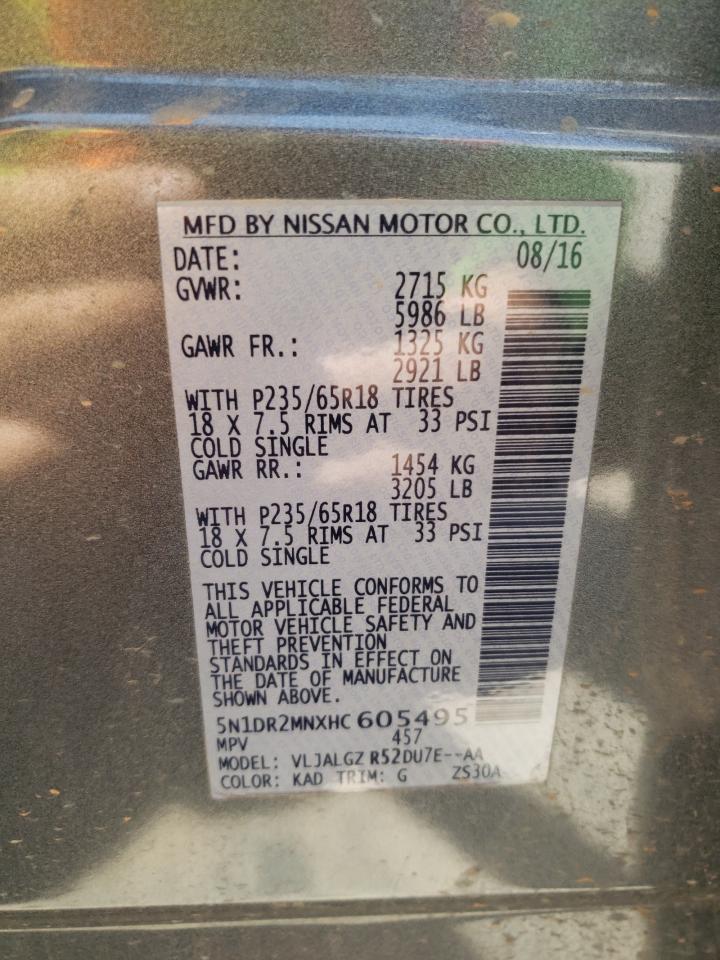 MFD BY NISSAN MOTOR CO., LTD.
DATE: 08/16
GVWR: 2715 KG
5986 LB
GAWR FR.: 1325 KG
2921 LB
WITH P235/65R18 TIRES
18 X 7.5 RIMS AT 33 PSI
COLD SINGLE
GAWR RR.: 1454 KG
3205 LB
WITH P235/65R18 TIRES
18 X 7.5 RIMS AT 33 PSI
COLD SINGLE
THIS VEHICLE CONFORMS TO
ALL APPLICABLE FEDERAL
MOTOR VEHICLE SAFETY AND
THEFT PREVENTION
STANDARDS IN EFFECT ON
THE DATE OF MANUFACTURE
SHOWN ABOVE.
5N1DR2MNXHC 605495
MPV 457
MODEL: VLJALGZ R52DU7E--AA
COLOR: KAD TRIM: G ZS30A